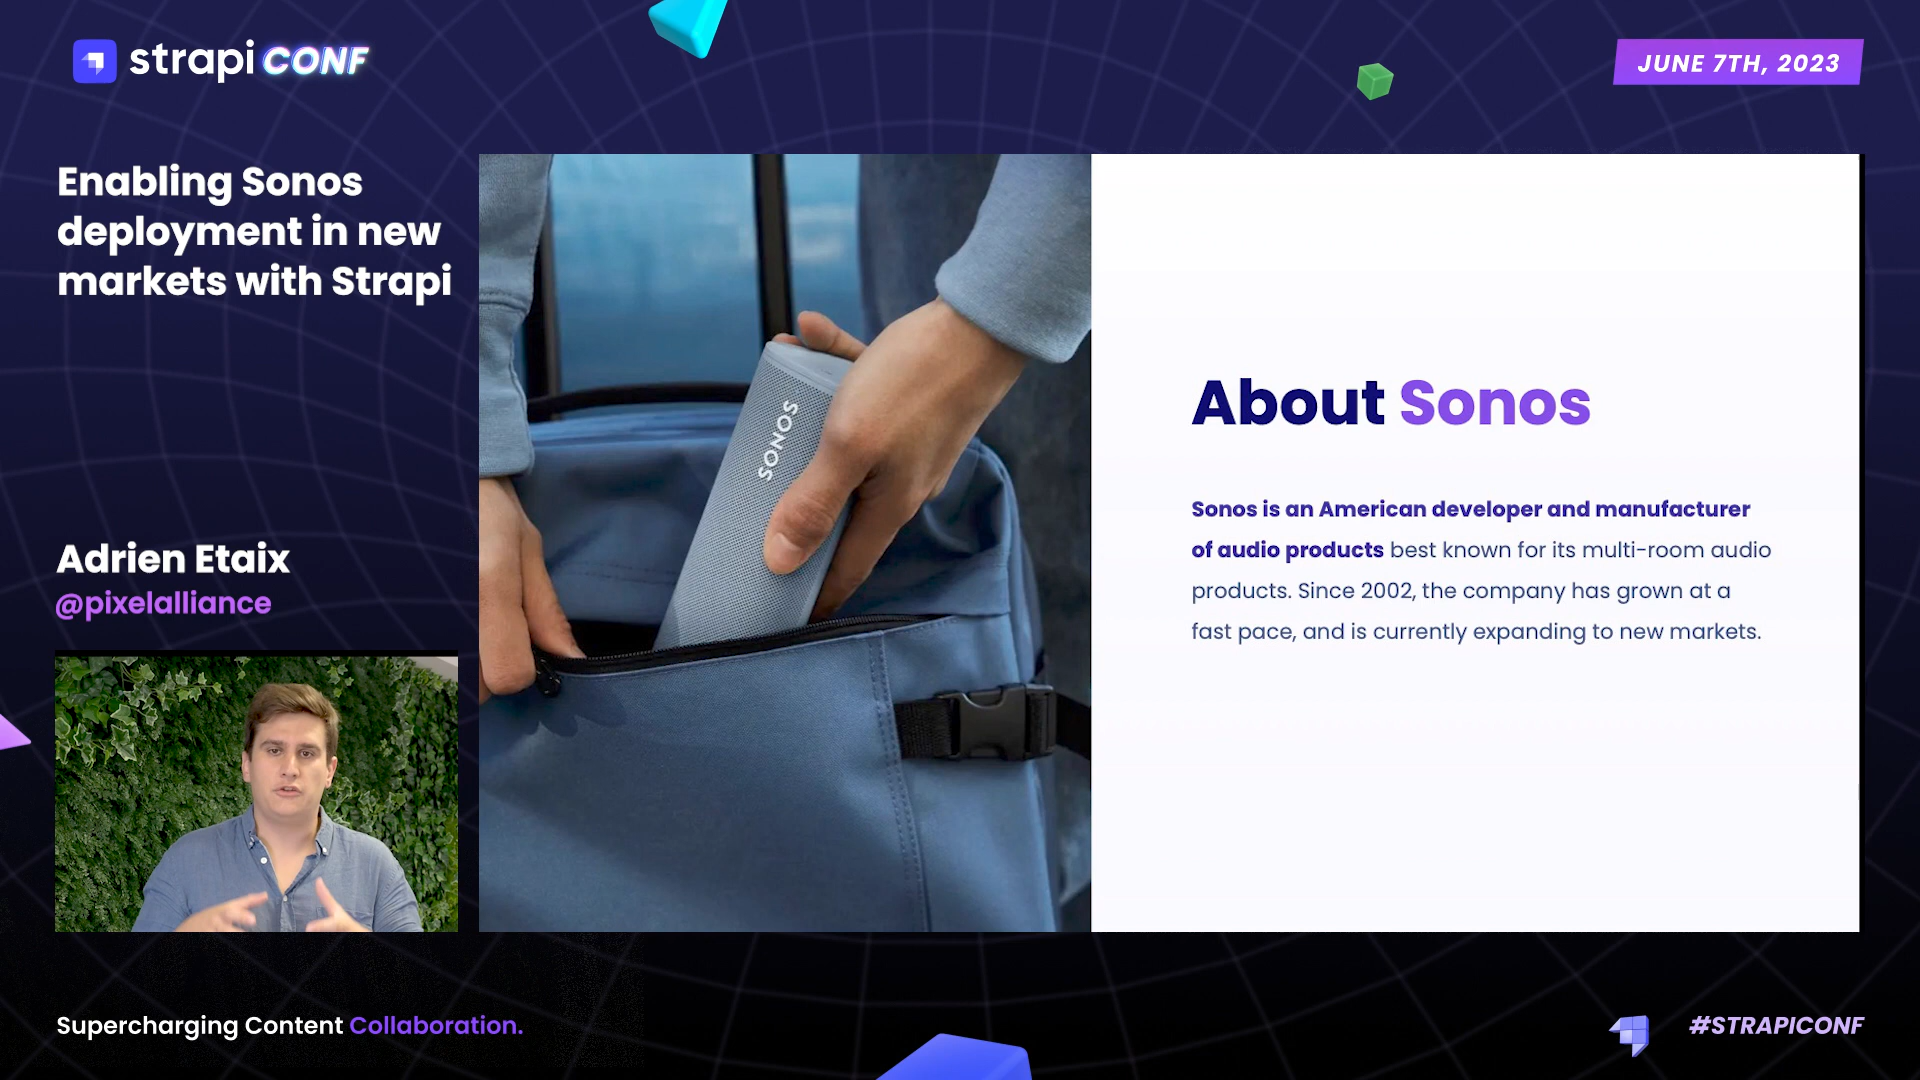 strapi CONF
JUNE 7TH, 2023
Enabling Sonos
deployment in new
markets with Strapi
Adrien Etaix
@pixelalliance
SONOS
About Sonos
Sonos is an American developer and manufacturer
of audio products best known for its multi-room audio
products. Since 2002, the company has grown at a
fast pace, and is currently expanding to new markets.
Supercharging Content Collaboration.
#STRAPICONF